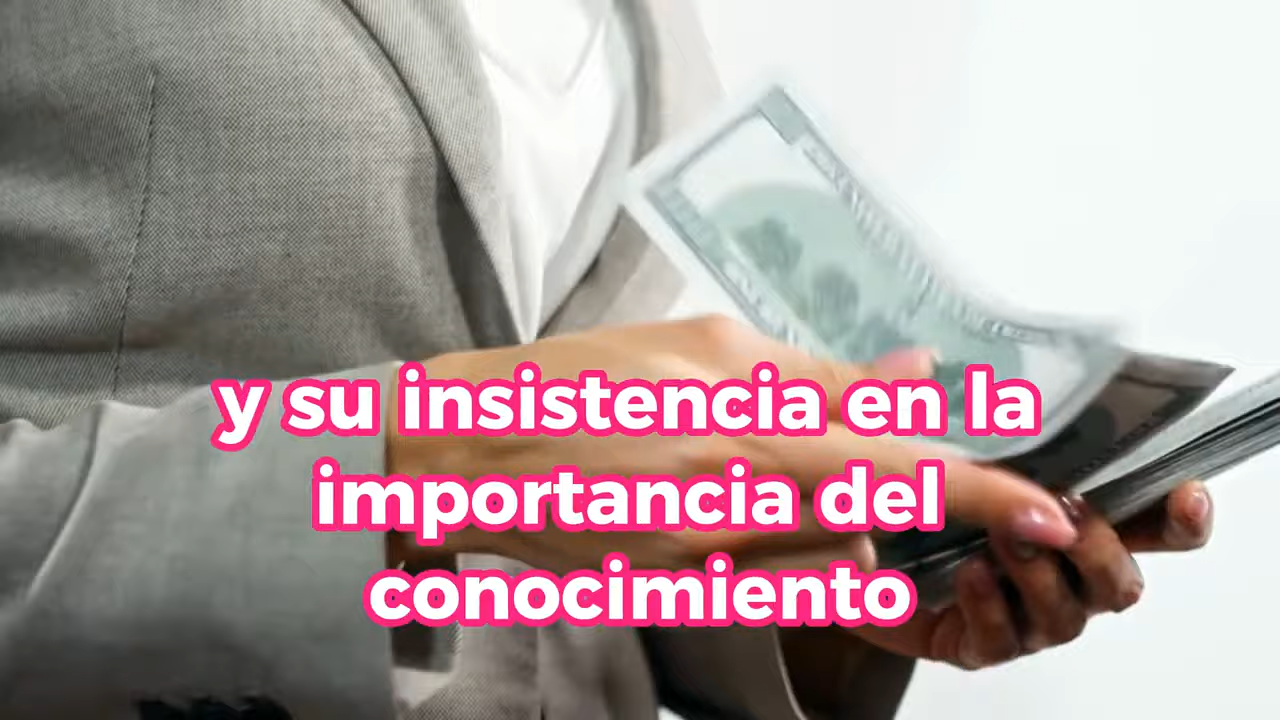 y su insistencia en la
importancia del
conocimiento